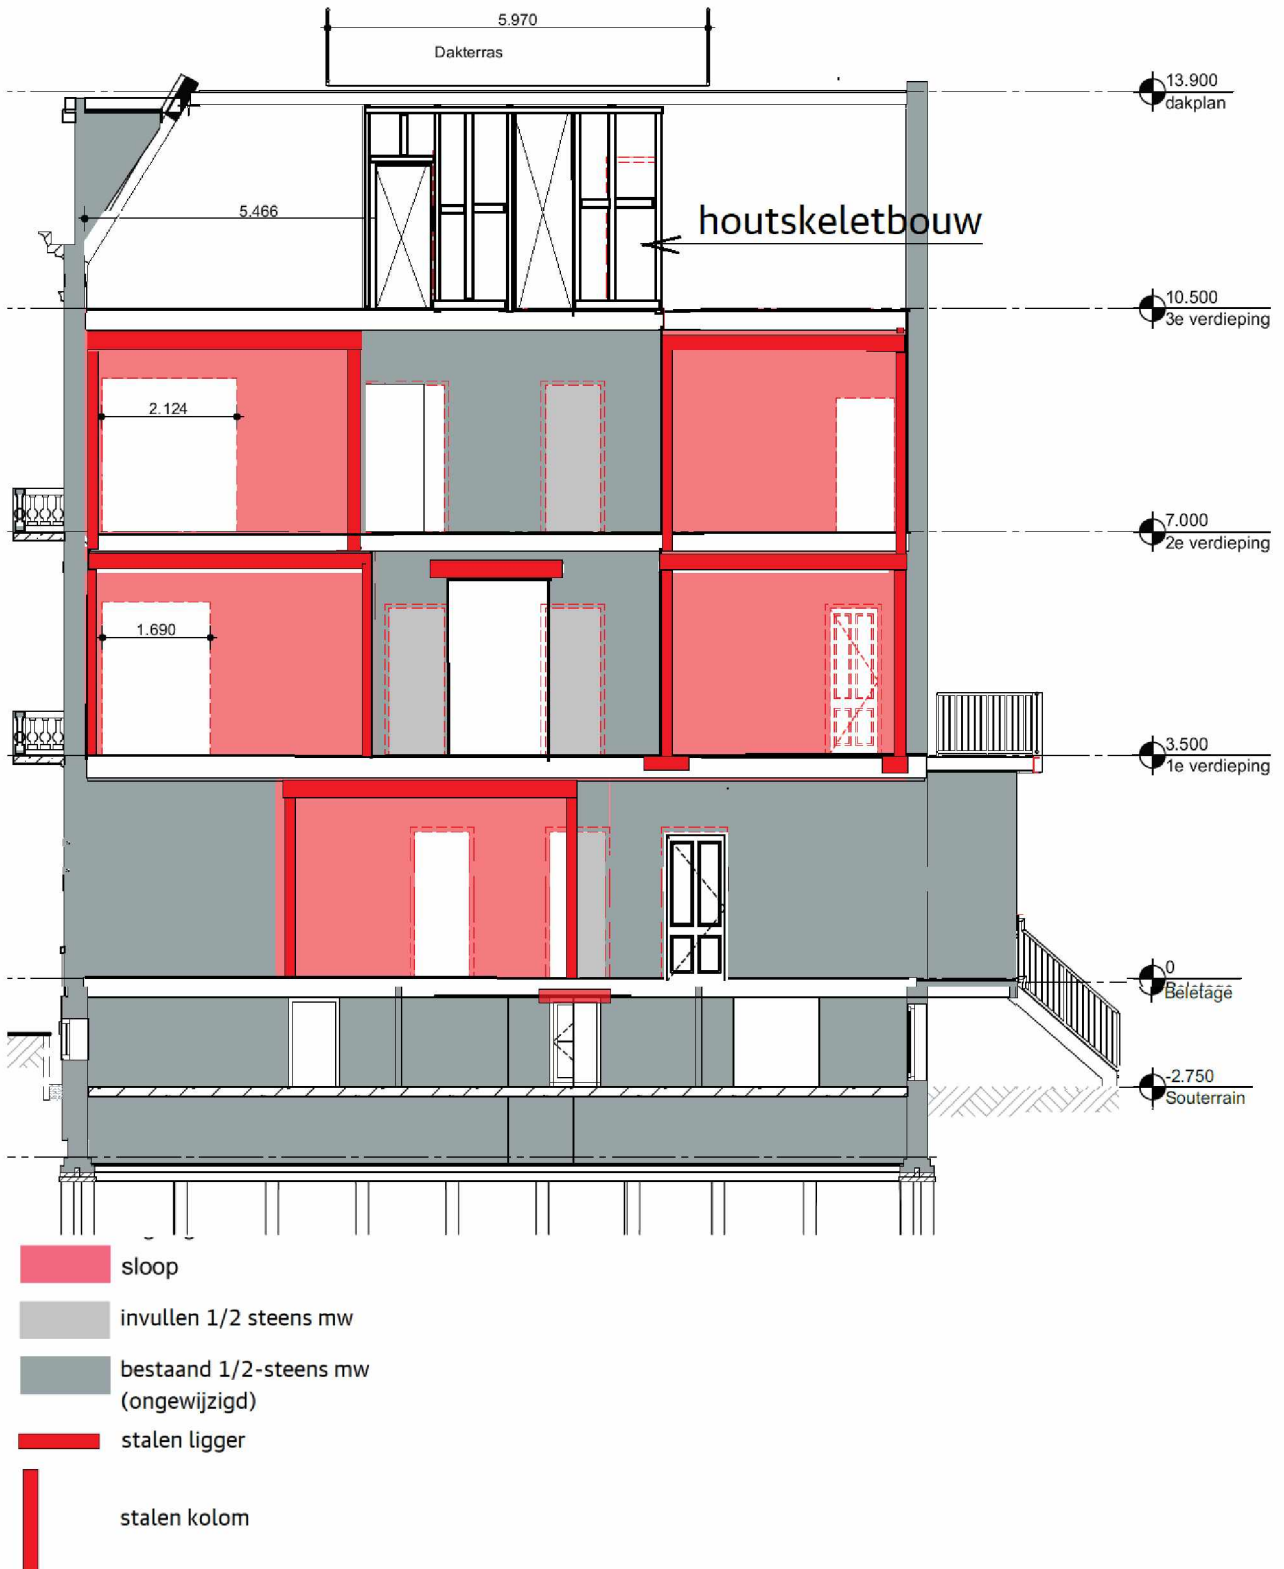 5.970
Dakterras
13.900
dakplan
5.466
houtskeletbouw
10.500
3e verdieping
2.124
7.000
2e verdieping
1.690
3.500
1e verdieping
0
Beletage
-2.750
Souterrain
sloop
invullen 1/2 steens mw
bestaand 1/2-steens mw
(ongewijzigd)
stalen ligger
stalen kolom